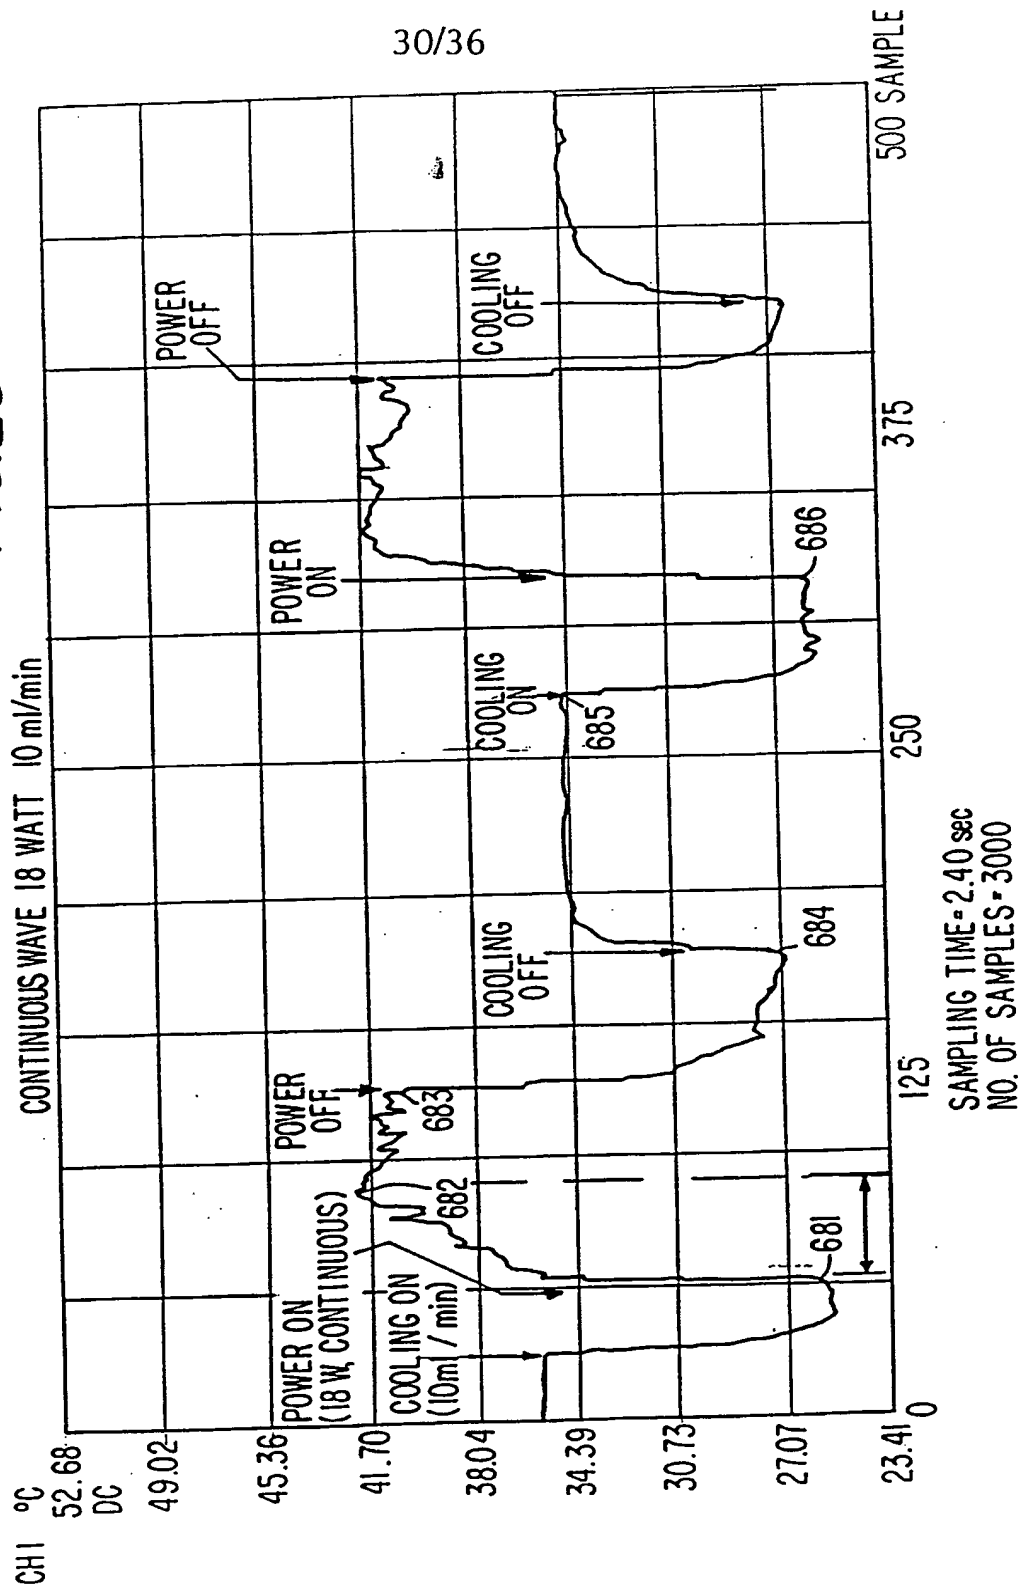 30/36
CONTINUOUS WAVE 18 WATT 10 ml/min
CH1 °C
52.68
DC
49.02
45.36
41.70
38.04
34.39
30.73
27.07
23.41
0
125
250
375
500 SAMPLE
POWER ON
(18 W, CONTINUOUS)
COOLING ON
(10ml / min)
681
682
683
POWER
OFF
COOLING
OFF
684
COOLING
ON
685
POWER
ON
686
POWER
OFF
COOLING
OFF
SAMPLING TIME=2.40 sec
NO. OF SAMPLES=3000